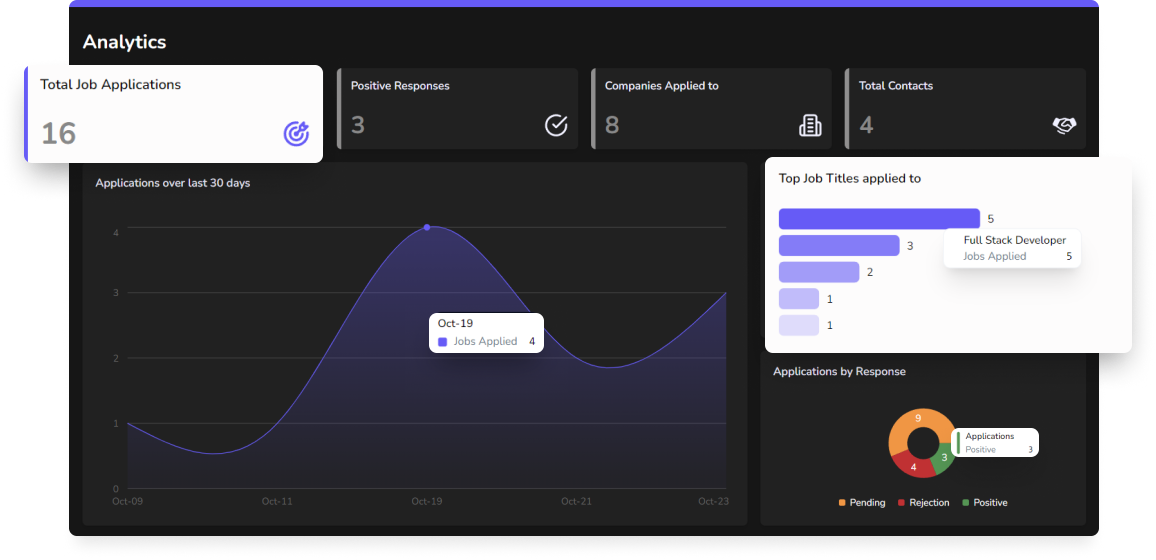 Analytics
Total Job Applications
16
Positive Responses
3
Companies Applied to
8
Total Contacts
4
Applications over last 30 days
4
3
2
1
0
Oct-09
Oct-11
Oct-19
Oct-21
Oct-23
Oct-19
Jobs Applied 4
Top Job Titles applied to
5
3
2
1
1
Full Stack Developer
Jobs Applied 5
Applications by Response
9
4
3
Applications
Positive 3
Pending
Rejection
Positive